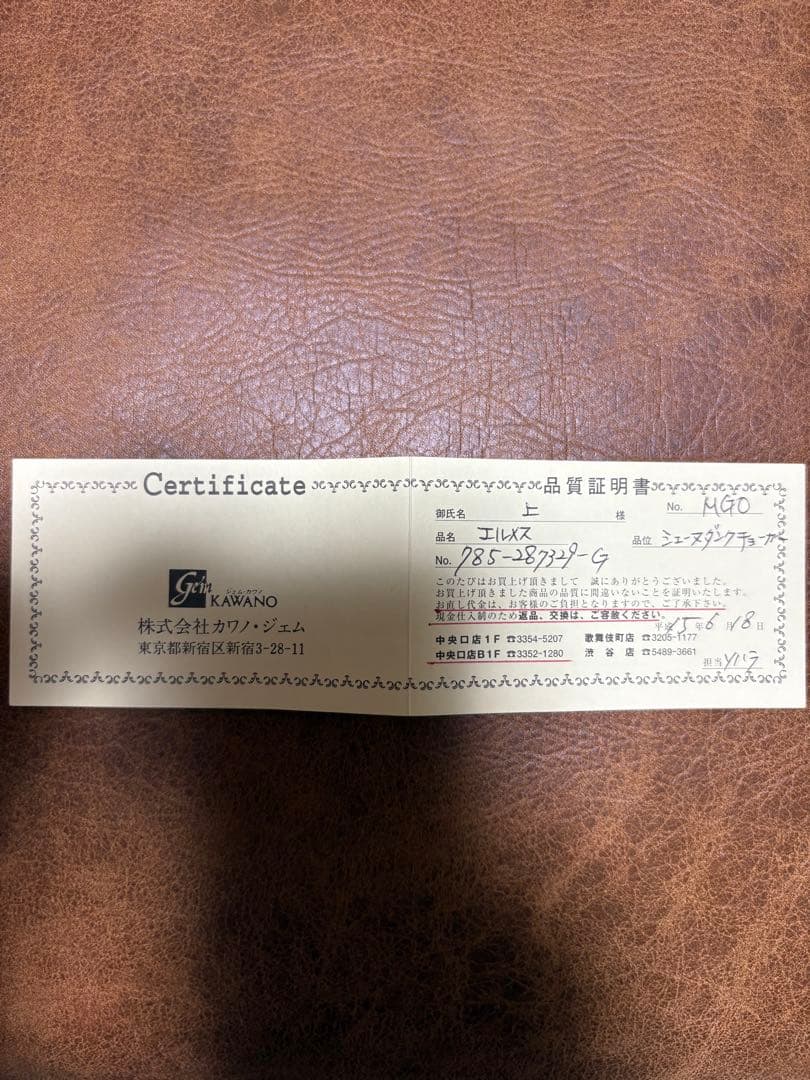 Certificate
Gem
ジェム・カワノ
KAWANO
株式会社カワノ・ジェム
東京都新宿区新宿3-28-11
品質証明書
No. MGO
御氏名 上 様
品名 エルメス 品位 シェーヌダンクチョーカー
No. 785-287329-G
このたびはお買上げ頂きまして 誠にありがとうございました。
お買上げ頂きました商品の品質に間違いないことを証明いたします。
お直し代金は、お客様のご負担となりますので、ご了承下さい。
現金仕入制のため返品、交換は、ご容赦ください。
平成15年6月18日
中央口店1F ☎3354-5207 歌舞伎町店 ☎3205-1177
中央口店B1F ☎3352-1280 渋谷店 ☎5489-3661
担当